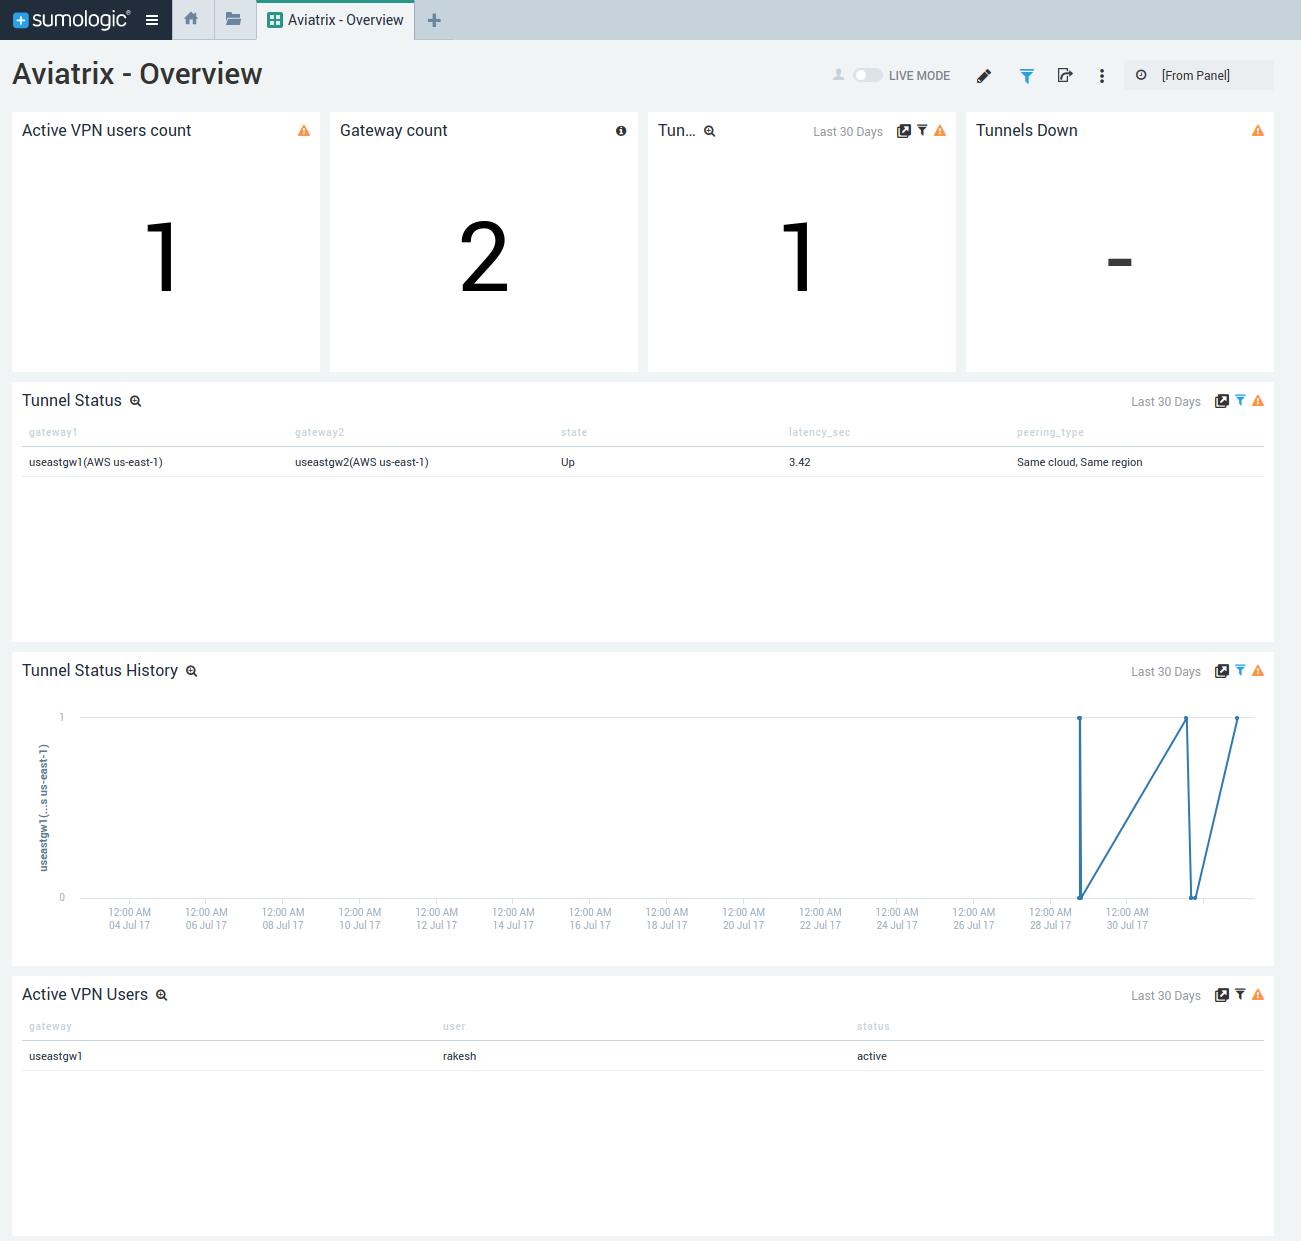 sumologic
Aviatrix - Overview
Aviatrix - Overview
LIVE MODE
[From Panel]
Active VPN users count
Gateway count
Tun...
Last 30 Days
Tunnels Down
1
2
1
-
Tunnel Status
Last 30 Days
gateway1 gateway2 state latency_sec peering_type
useastgw1(AWS us-east-1) useastgw2(AWS us-east-1) Up 3.42 Same cloud, Same region
Tunnel Status History
Last 30 Days
1
useastgw1(...s us-east-1)
0
12:00 AM 12:00 AM 12:00 AM 12:00 AM 12:00 AM 12:00 AM 12:00 AM 12:00 AM 12:00 AM 12:00 AM 12:00 AM 12:00 AM 12:00 AM 12:00 AM
04 Jul 17 06 Jul 17 08 Jul 17 10 Jul 17 12 Jul 17 14 Jul 17 16 Jul 17 18 Jul 17 20 Jul 17 22 Jul 17 24 Jul 17 26 Jul 17 28 Jul 17 30 Jul 17
Active VPN Users
Last 30 Days
gateway user status
useastgw1 rakesh active